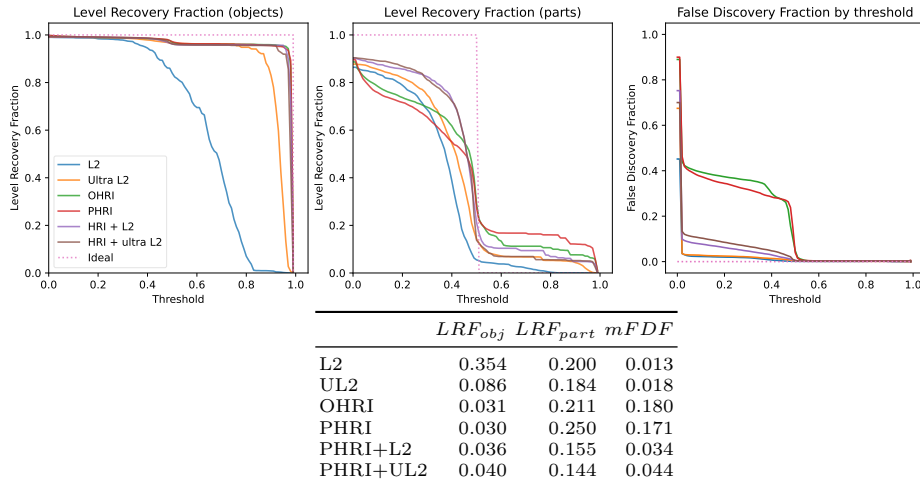 Level Recovery Fraction (objects)
1.0
0.8
0.6
0.4
0.2
0.0
Level Recovery Fraction
L2
Ultra L2
OHRI
PHRI
HRI + L2
HRI + ultra L2
Ideal
0.0 0.2 0.4 0.6 0.8 1.0
Threshold
Level Recovery Fraction (parts)
1.0
0.8
0.6
0.4
0.2
0.0
Level Recovery Fraction
0.0 0.2 0.4 0.6 0.8 1.0
Threshold
False Discovery Fraction by threshold
1.0
0.8
0.6
0.4
0.2
0.0
False Discovery Fraction
0.0 0.2 0.4 0.6 0.8 1.0
Threshold
LRF_obj LRF_part mFDF
L2 0.354 0.200 0.013
UL2 0.086 0.184 0.018
OHRI 0.031 0.211 0.180
PHRI 0.030 0.250 0.171
PHRI+L2 0.036 0.155 0.034
PHRI+UL2 0.040 0.144 0.044